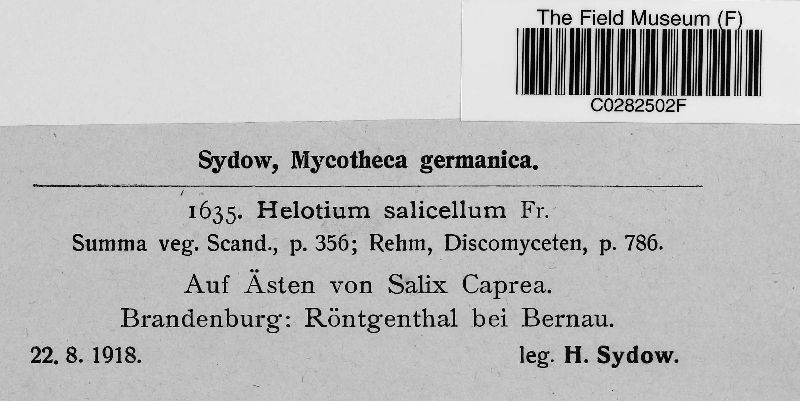 The Field Museum (F)
C0282502F
Sydow, Mycotheca germanica.
1635. Helotium salicellum Fr.
Summa veg. Scand., p. 356; Rehm, Discomyceten, p. 786.
Auf Ästen von Salix Caprea.
Brandenburg: Röntgenthal bei Bernau.
22. 8. 1918. leg. H. Sydow.